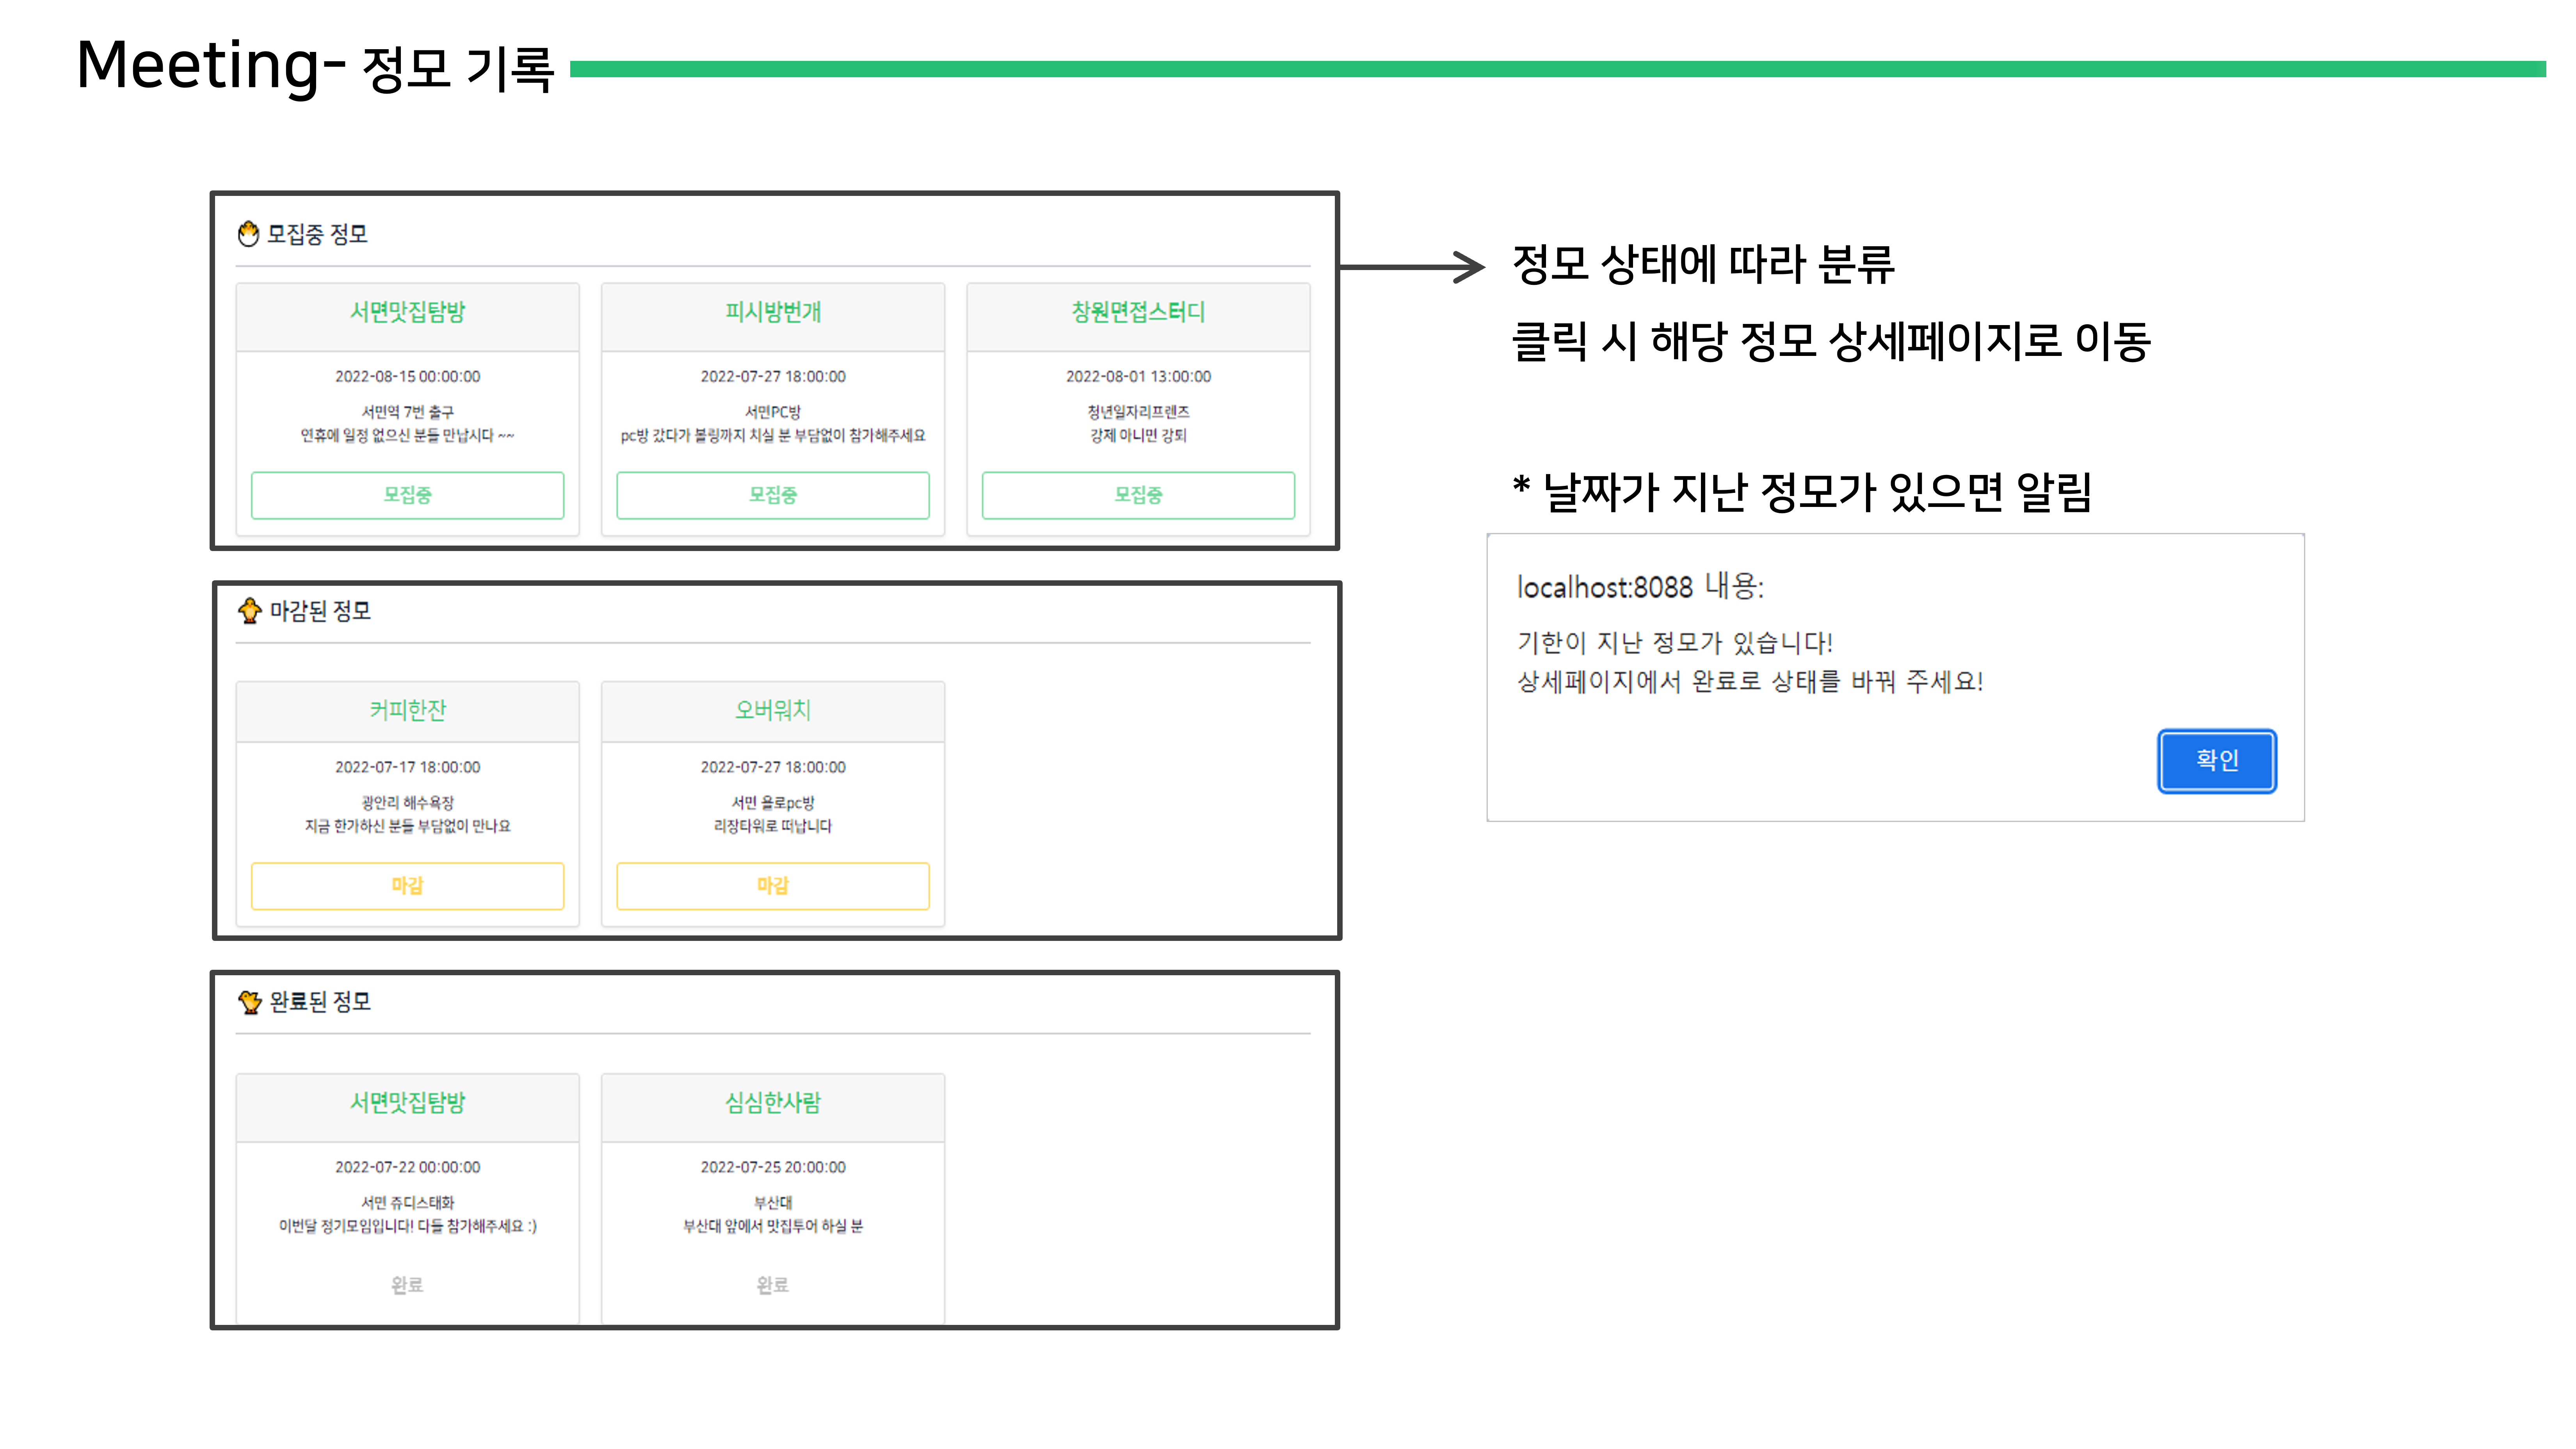 Meeting- 정모 기록
모집중 정모
서면맛집탐방
2022-08-15 00:00:00
서면역 7번 출구
연휴에 일정 없으신 분들 만납시다 ~~
모집중
피시방번개
2022-07-27 18:00:00
서면PC방
pc방 갔다가 볼링까지 치실 분 부담없이 참가해주세요
모집중
창원면접스터디
2022-08-01 13:00:00
청년일자리프렌즈
강제 아니면 강퇴
모집중
마감된 정모
커피한잔
2022-07-17 18:00:00
광안리 해수욕장
지금 한가하신 분들 부담없이 만나요
마감
오버워치
2022-07-27 18:00:00
서면 욜로pc방
리장타워로 떠납니다
마감
완료된 정모
서면맛집탐방
2022-07-22 00:00:00
서면 쥬디스태화
이번달 정기모임입니다! 다들 참가해주세요 :)
완료
심심한사람
2022-07-25 20:00:00
부산대
부산대 앞에서 맛집투어 하실 분
완료
정모 상태에 따라 분류
클릭 시 해당 정모 상세페이지로 이동
* 날짜가 지난 정모가 있으면 알림
localhost:8088 내용:
기한이 지난 정모가 있습니다!
상세페이지에서 완료로 상태를 바꿔 주세요!
확인